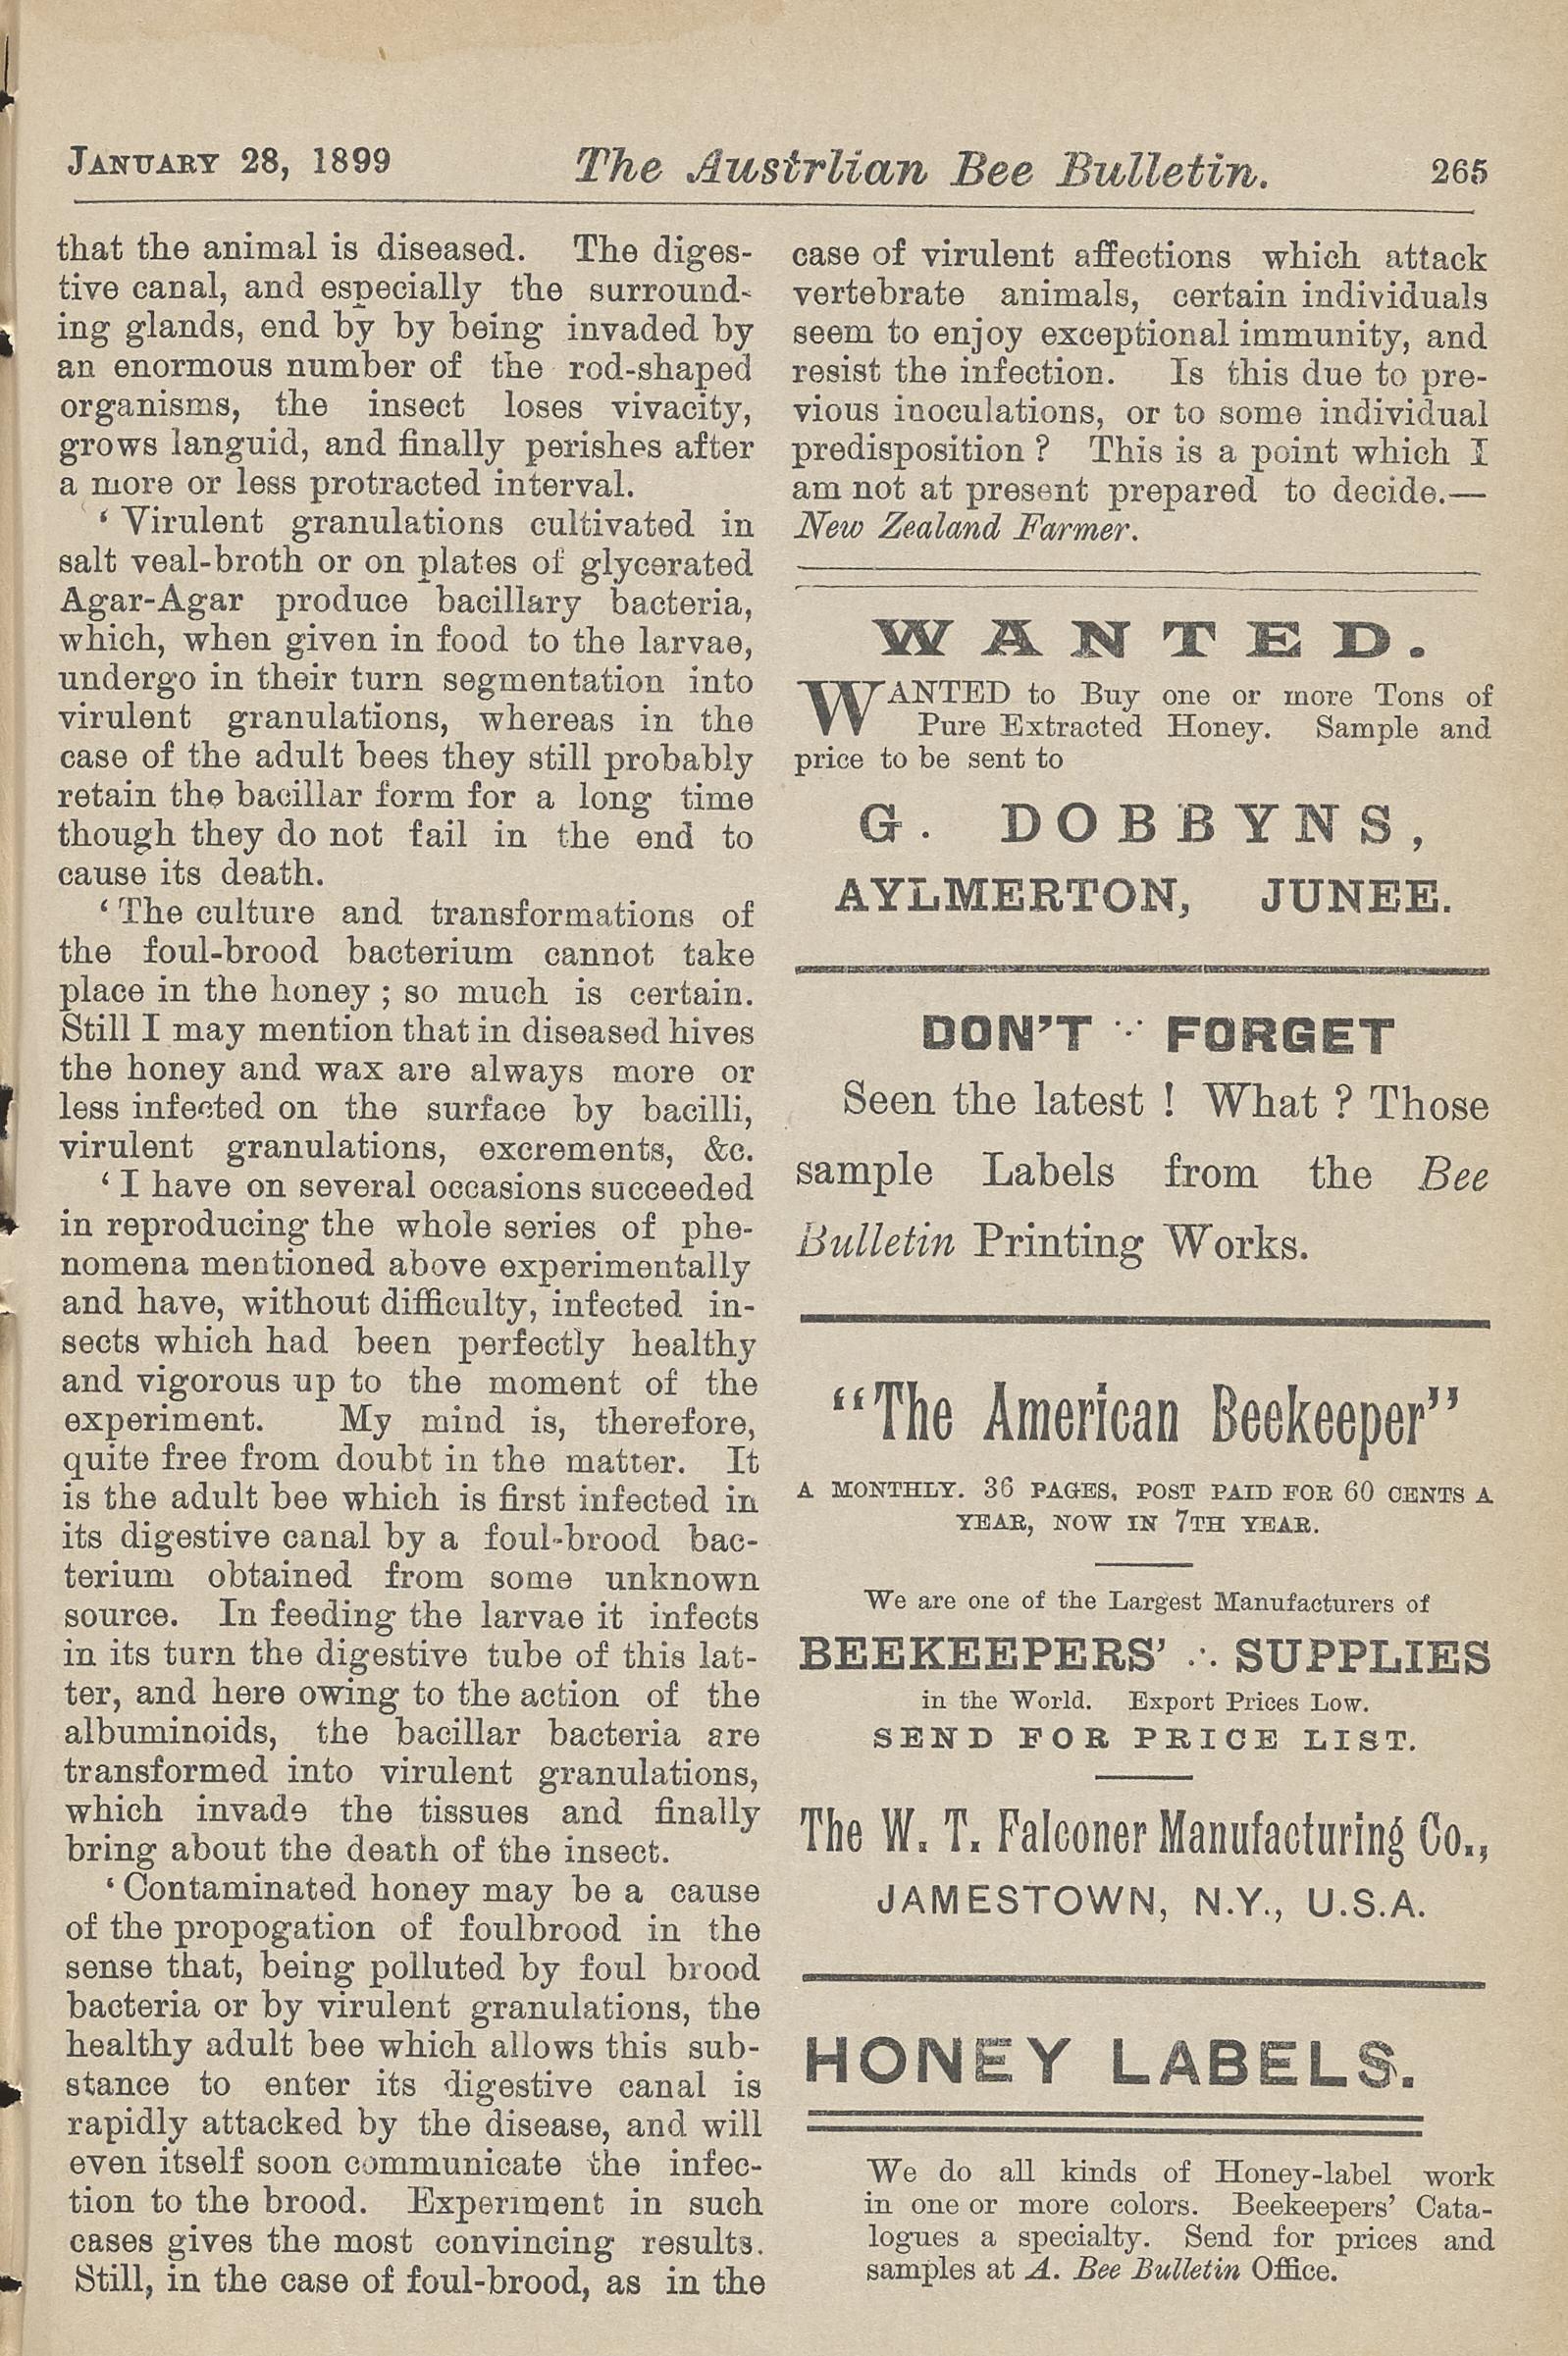 JANUARY 28, 1899 The Austrlian Bee Bulletin. 265
that the animal is diseased. The diges-
tive canal, and especially the surround-
ing glands, end by by being invaded by
an enormous number of the rod-shaped
organisms, the insect loses vivacity,
grows languid, and finally perishes after
a more or less protracted interval.
‘ Virulent granulations cultivated in
salt veal-broth or on plates of glycerated
Agar-Agar produce bacillary bacteria,
which, when given in food to the larvae,
undergo in their turn segmentation into
virulent granulations, whereas in the
case of the adult bees they still probably
retain the bacillar form for a long time
though they do not fail in the end to
cause its death.
‘ The culture and transformations of
the foul-brood bacterium cannot take
place in the honey ; so much is certain.
Still I may mention that in diseased hives
the honey and wax are always more or
less infected on the surface by bacilli,
virulent granulations, excrements, &c.
‘ I have on several occasions succeeded
in reproducing the whole series of phe-
nomena mentioned above experimentally
and have, without difficulty, infected in-
sects which had been perfectly healthy
and vigorous up to the moment of the
experiment. My mind is, therefore,
quite free from doubt in the matter. It
is the adult bee which is first infected in
its digestive canal by a foul-brood bac-
terium obtained from some unknown
source. In feeding the larvae it infects
in its turn the digestive tube of this lat-
ter, and here owing to the action of the
albuminoids, the bacillar bacteria are
transformed into virulent granulations,
which invade the tissues and finally
bring about the death of the insect.
‘ Contaminated honey may be a cause
of the propogation of foulbrood in the
sense that, being polluted by foul brood
bacteria or by virulent granulations, the
healthy adult bee which allows this sub-
stance to enter its digestive canal is
rapidly attacked by the disease, and will
even itself soon communicate the infec-
tion to the brood. Experiment in such
cases gives the most convincing results.
Still, in the case of foul-brood, as in the
case of virulent affections which attack
vertebrate animals, certain individuals
seem to enjoy exceptional immunity, and
resist the infection. Is this due to pre-
vious inoculations, or to some individual
predisposition ? This is a point which I
am not at present prepared to decide.—
New Zealand Farmer.
WANTED.
WANTED to Buy one or more Tons of
Pure Extracted Honey. Sample and
price to be sent to
G. DOBBYNS,
AYLMERTON, JUNEE.
DON'T ∵ FORGET
Seen the latest ! What ? Those
sample Labels from the Bee
Bulletin Printing Works.
“The American Beekeeper”
A MONTHLY. 36 PAGES, POST PAID FOR 60 CENTS A
YEAR, NOW IN 7TH YEAR.
We are one of the Largest Manufacturers of
BEEKEEPERS’ ∴ SUPPLIES
in the World. Export Prices Low.
SEND FOR PRICE LIST.
The W. T. Falconer Manufacturing Co.,
JAMESTOWN, N.Y., U.S.A.
HONEY LABELS.
We do all kinds of Honey-label work
in one or more colors. Beekeepers’ Cata-
logues a specialty. Send for prices and
samples at A. Bee Bulletin Office.